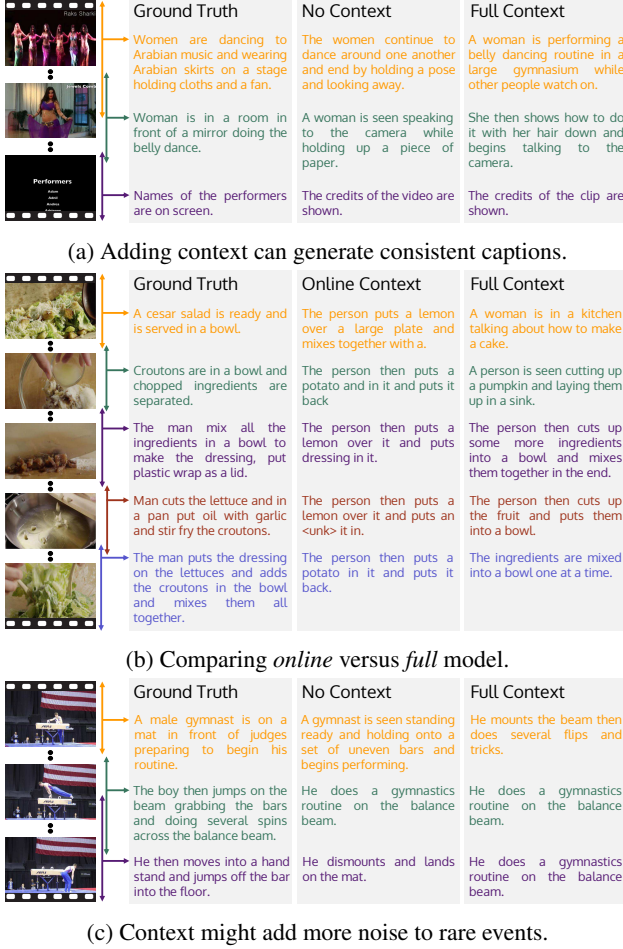 Rake Sharki
Ground Truth
No Context
Full Context
Women are dancing to
Arabian music and wearing
Arabian skirts on a stage
holding cloths and a fan.
The women continue to
dance around one another
and end by holding a pose
and looking away.
A woman is performing a
belly dancing routine in a
large gymnasium while
other people watch on.
Woman is in a room in
front of a mirror doing the
belly dance.
A woman is seen speaking
to the camera while
holding up a piece of
paper.
She then shows how to do
it with her hair down and
begins talking to the
camera.
Performers
Names of the performers
are on screen.
The credits of the video are
shown.
The credits of the clip are
shown.
(a) Adding context can generate consistent captions.
Ground Truth
Online Context
Full Context
A cesar salad is ready and
is served in a bowl.
The person puts a lemon
over a large plate and
mixes together with a.
A woman is in a kitchen
talking about how to make
a cake.
Croutons are in a bowl and
chopped ingredients are
separated.
The person then puts a
potato and in it and puts it
back
A person is seen cutting up
a pumpkin and laying them
up in a sink.
The man mix all the
ingredients in a bowl to
make the dressing, put
plastic wrap as a lid.
The person then puts a
lemon over it and puts
dressing in it.
The person then cuts up
some more ingredients
into a bowl and mixes
them together in the end.
Man cuts the lettuce and in
a pan put oil with garlic
and stir fry the croutons.
The person then puts a
lemon over it and puts an
<unk> it in.
The person then cuts up
the fruit and puts them
into a bowl.
The man puts the dressing
on the lettuces and adds
the croutons in the bowl
and mixes them all
together.
The person then puts a
potato in it and puts it
back.
The ingredients are mixed
into a bowl one at a time.
(b) Comparing online versus full model.
Ground Truth
No Context
Full Context
A male gymnast is on a
mat in front of judges
preparing to begin his
routine.
A gymnast is seen standing
ready and holding onto a
set of uneven bars and
begins performing.
He mounts the beam then
does several flips and
tricks.
The boy then jumps on the
beam grabbing the bars
and doing several spins
across the balance beam.
He does a gymnastics
routine on the balance
beam.
He does a gymnastics
routine on the balance
beam.
He then moves into a hand
stand and jumps off the bar
into the floor.
He dismounts and lands
on the mat.
He does a gymnastics
routine on the balance
beam.
(c) Context might add more noise to rare events.